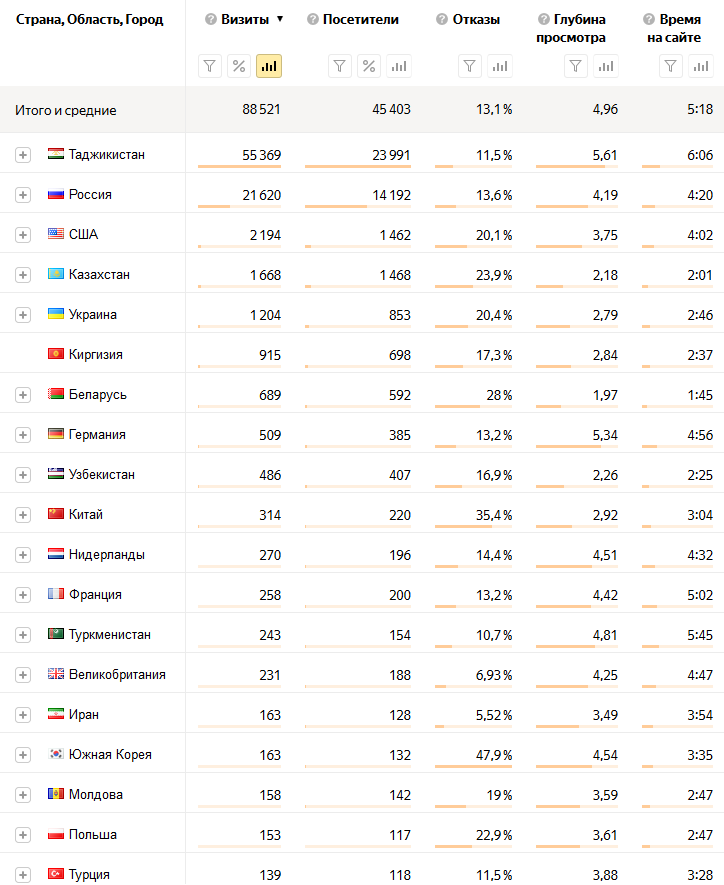 Страна, Область, Город Визиты ▼ Посетители Отказы Глубина просмотра Время на сайте
Итого и средние 88 521 45 403 13,1 % 4,96 5:18
Таджикистан 55 369 23 991 11,5 % 5,61 6:06
Россия 21 620 14 192 13,6 % 4,19 4:20
США 2 194 1 462 20,1 % 3,75 4:02
Казахстан 1 668 1 468 23,9 % 2,18 2:01
Украина 1 204 853 20,4 % 2,79 2:46
Киргизия 915 698 17,3 % 2,84 2:37
Беларусь 689 592 28 % 1,97 1:45
Германия 509 385 13,2 % 5,34 4:56
Узбекистан 486 407 16,9 % 2,26 2:25
Китай 314 220 35,4 % 2,92 3:04
Нидерланды 270 196 14,4 % 4,51 4:32
Франция 258 200 13,2 % 4,42 5:02
Туркменистан 243 154 10,7 % 4,81 5:45
Великобритания 231 188 6,93 % 4,25 4:47
Иран 163 128 5,52 % 3,49 3:54
Южная Корея 163 132 47,9 % 4,54 3:35
Молдова 158 142 19 % 3,59 2:47
Польша 153 117 22,9 % 3,61 2:47
Турция 139 118 11,5 % 3,88 3:28